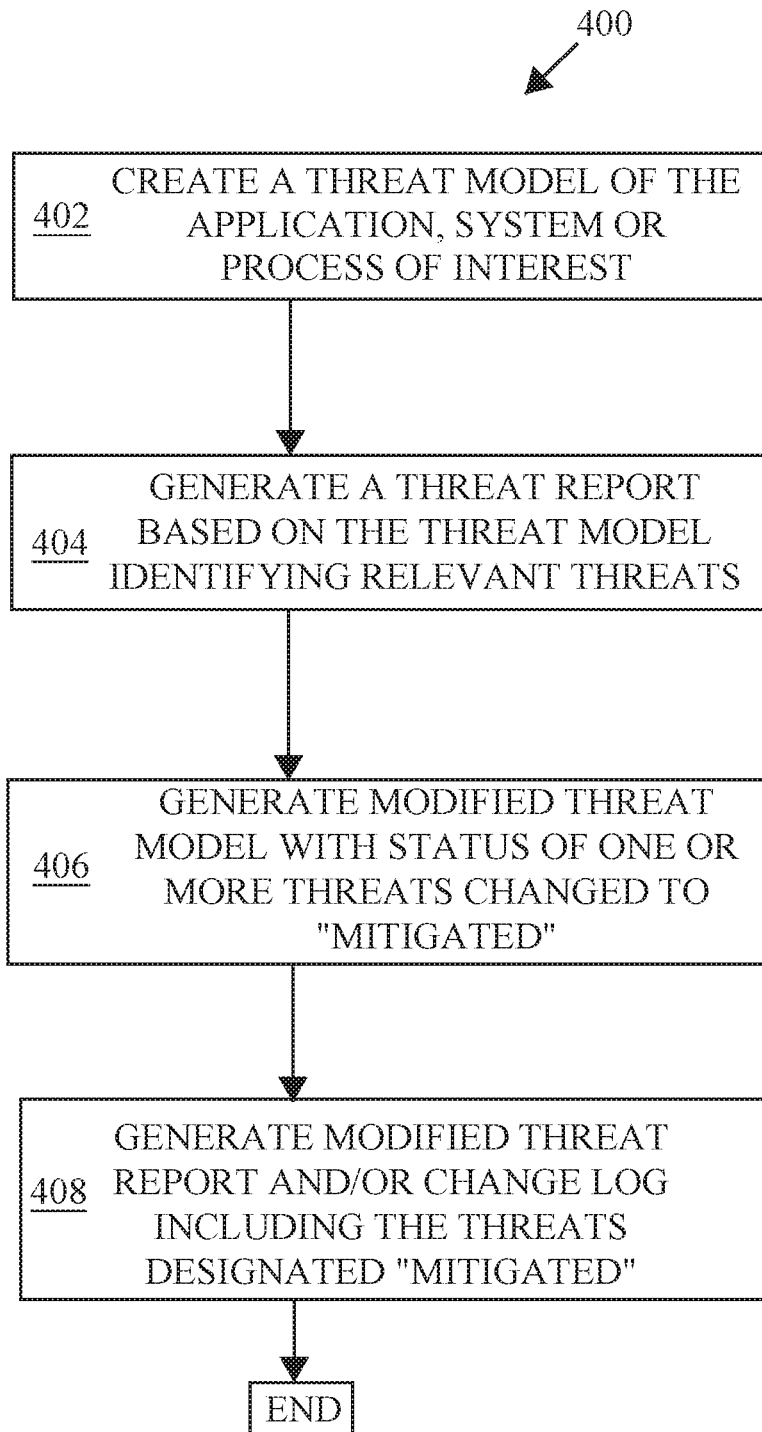 400
402
CREATE A THREAT MODEL OF THE
APPLICATION, SYSTEM OR
PROCESS OF INTEREST
404
GENERATE A THREAT REPORT
BASED ON THE THREAT MODEL
IDENTIFYING RELEVANT THREATS
406
GENERATE MODIFIED THREAT
MODEL WITH STATUS OF ONE OR
MORE THREATS CHANGED TO
"MITIGATED"
408
GENERATE MODIFIED THREAT
REPORT AND/OR CHANGE LOG
INCLUDING THE THREATS
DESIGNATED "MITIGATED"
END